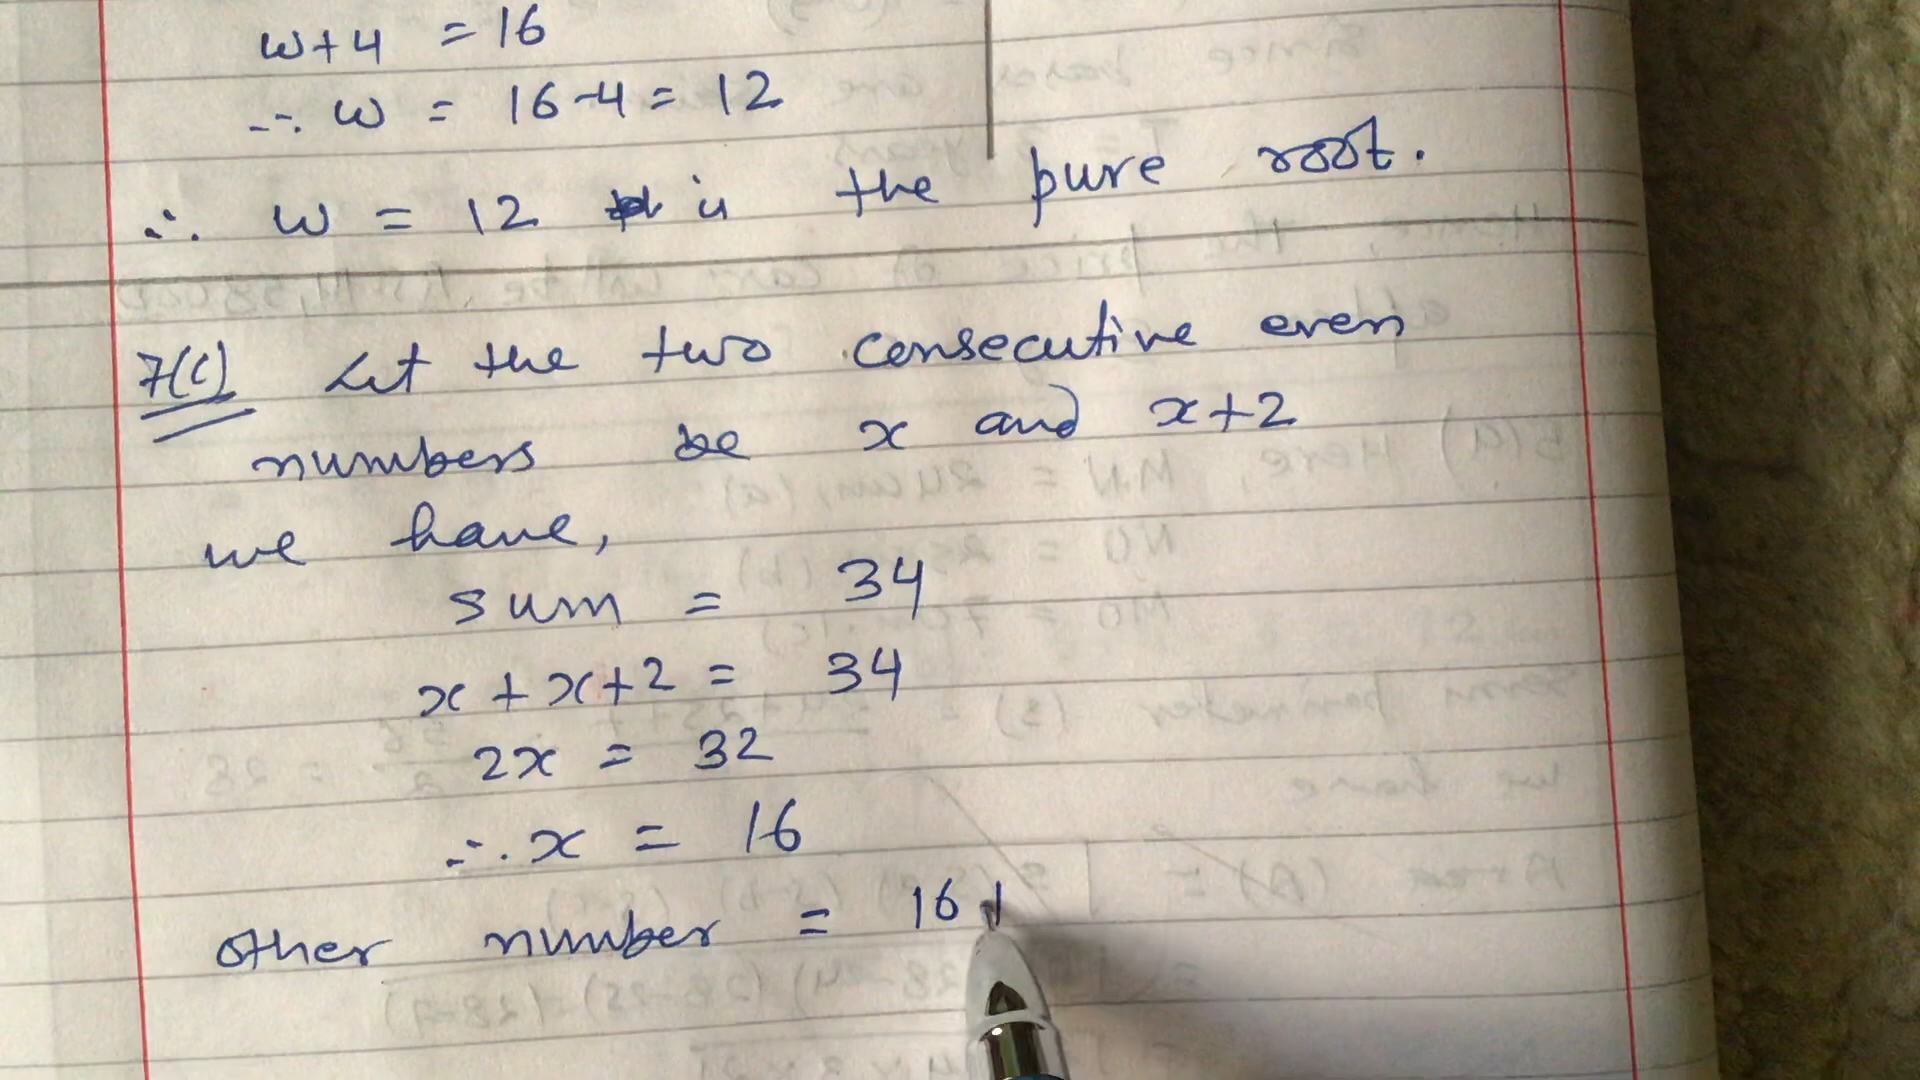 w+4 = 16
∴ w = 16-4 = 12
∴ w = 12 is the pure root.
7(c) Let the two consecutive even
numbers be x and x+2
we have,
sum = 34
x + x+2 = 34
2x = 32
∴ x = 16
other number = 16